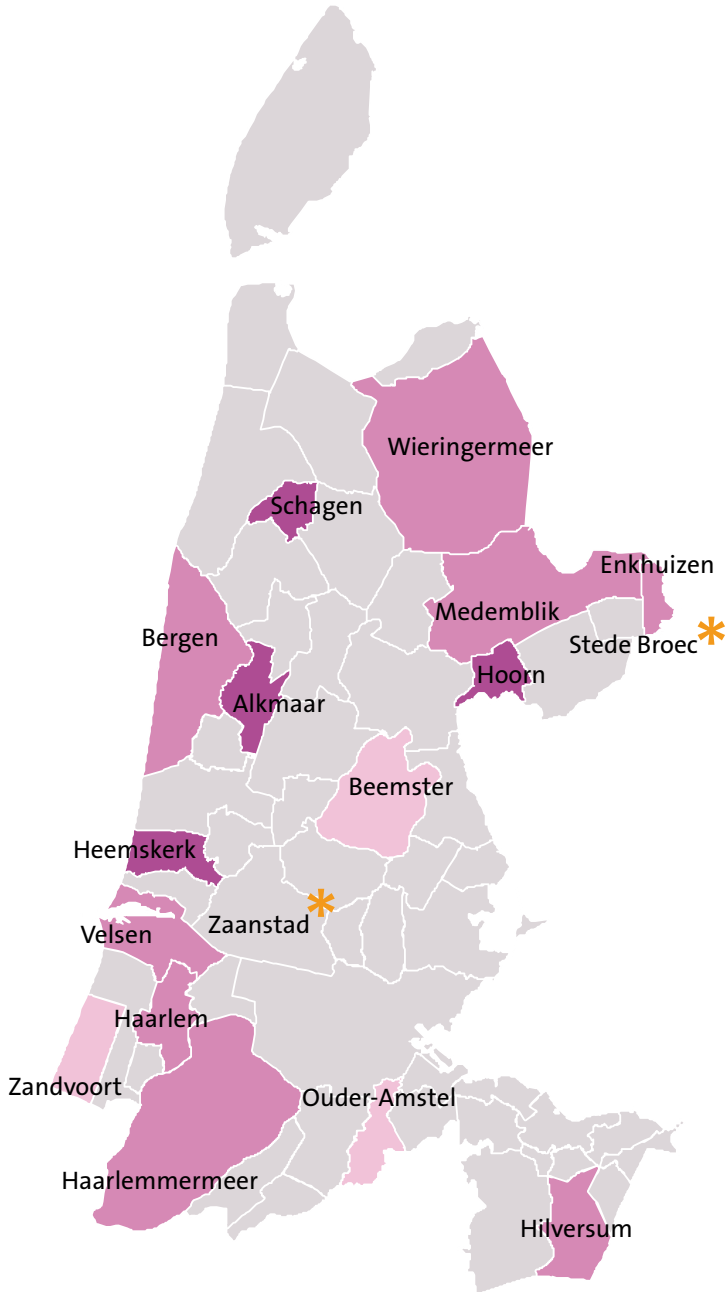 Wieringermeer
Schagen
Enkhuizen
Medemblik
Bergen
Stede Broec*
Hoorn
Alkmaar
Beemster
Heemskerk
Zaanstad*
Velsen
Haarlem
Zandvoort
Ouder-Amstel
Haarlemmermeer
Hilversum